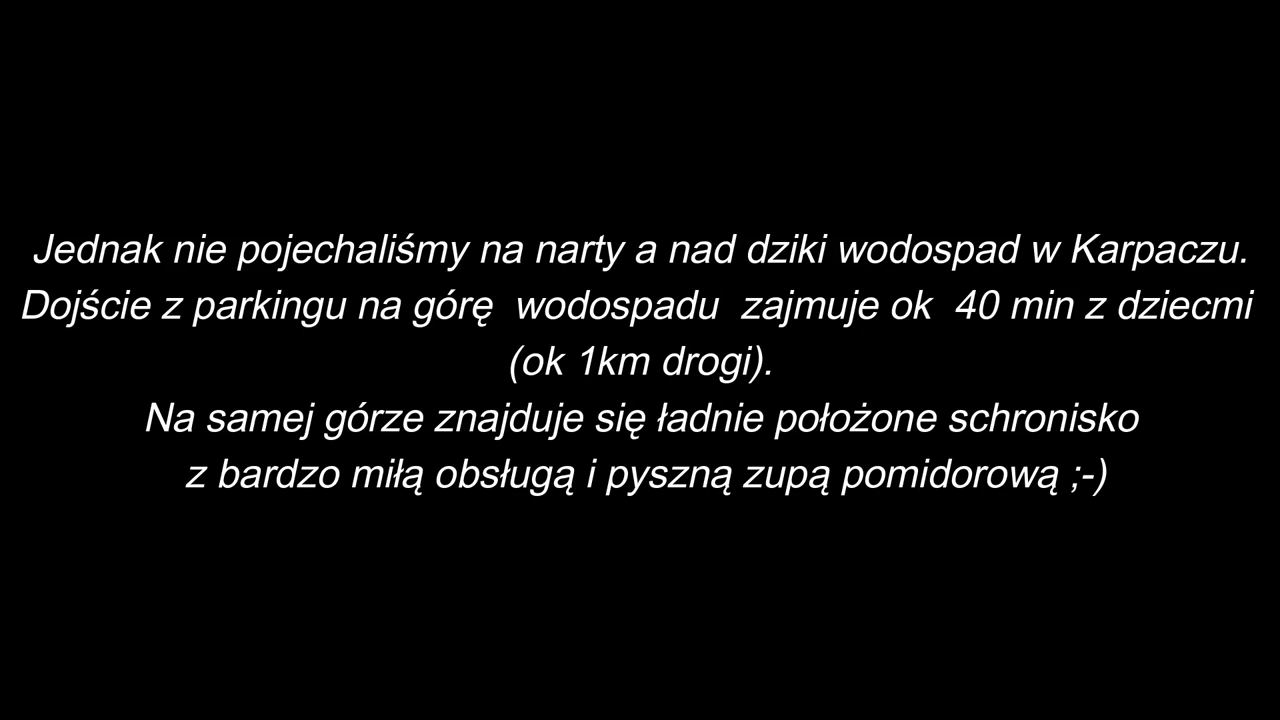 Jednak nie pojechaliśmy na narty a nad dziki wodospad w Karpaczu.
Dojście z parkingu na górę  wodospadu  zajmuje ok  40 min z dziecmi
(ok 1km drogi).
Na samej górze znajduje się ładnie położone schronisko
z bardzo miłą obsługą i pyszną zupą pomidorową ;-)